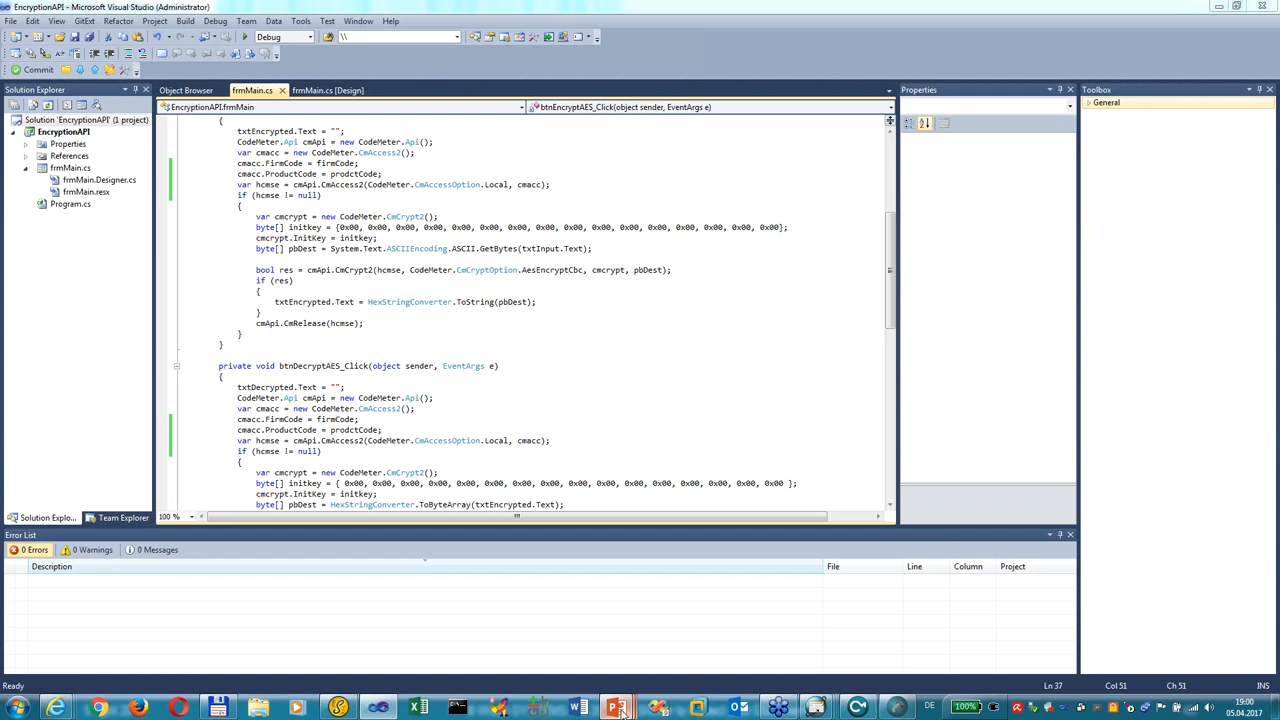 EncryptionAPI - Microsoft Visual Studio (Administrator)
File Edit View GitExt Refactor Project Build Debug Team Data Tools Test Window Help
Debug \\
Commit
Solution Explorer
Object Browser frmMain.cs frmMain.cs [Design]
Properties
Toolbox
EncryptionAPI.frmMain
btnEncryptAES_Click(object sender, EventArgs e)
General
Solution 'EncryptionAPI' (1 project)
EncryptionAPI
Properties
References
frmMain.cs
frmMain.Designer.cs
frmMain.resx
Program.cs
{
txtEncrypted.Text = "";
CodeMeter.Api cmApi = new CodeMeter.Api();
var cmacc = new CodeMeter.CmAccess2();
cmacc.FirmCode = firmCode;
cmacc.ProductCode = prodctCode;
var hcmse = cmApi.CmAccess2(CodeMeter.CmAccessOption.Local, cmacc);
if (hcmse != null)
{
var cmcrypt = new CodeMeter.CmCrypt2();
byte[] initkey = {0x00, 0x00, 0x00, 0x00, 0x00, 0x00, 0x00, 0x00, 0x00, 0x00, 0x00, 0x00, 0x00, 0x00, 0x00, 0x00};
cmcrypt.InitKey = initkey;
byte[] pbDest = System.Text.ASCIIEncoding.ASCII.GetBytes(txtInput.Text);
bool res = cmApi.CmCrypt2(hcmse, CodeMeter.CmCryptOption.AesEncryptCbc, cmcrypt, pbDest);
if (res)
{
txtEncrypted.Text = HexStringConverter.ToString(pbDest);
}
cmApi.CmRelease(hcmse);
}
}
private void btnDecryptAES_Click(object sender, EventArgs e)
{
txtDecrypted.Text = "";
CodeMeter.Api cmApi = new CodeMeter.Api();
var cmacc = new CodeMeter.CmAccess2();
cmacc.FirmCode = firmCode;
cmacc.ProductCode = prodctCode;
var hcmse = cmApi.CmAccess2(CodeMeter.CmAccessOption.Local, cmacc);
if (hcmse != null)
{
var cmcrypt = new CodeMeter.CmCrypt2();
byte[] initkey = { 0x00, 0x00, 0x00, 0x00, 0x00, 0x00, 0x00, 0x00, 0x00, 0x00, 0x00, 0x00, 0x00, 0x00, 0x00, 0x00 };
cmcrypt.InitKey = initkey;
byte[] pbDest = HexStringConverter.ToByteArray(txtEncrypted.Text);
Solution Explo... Team Explorer
100 %
Error List
0 Errors 0 Warnings 0 Messages
Description File Line Column Project
Ready Ln 37 Col 51 Ch 51 INS
DE 100% 19:00
05.04.2017